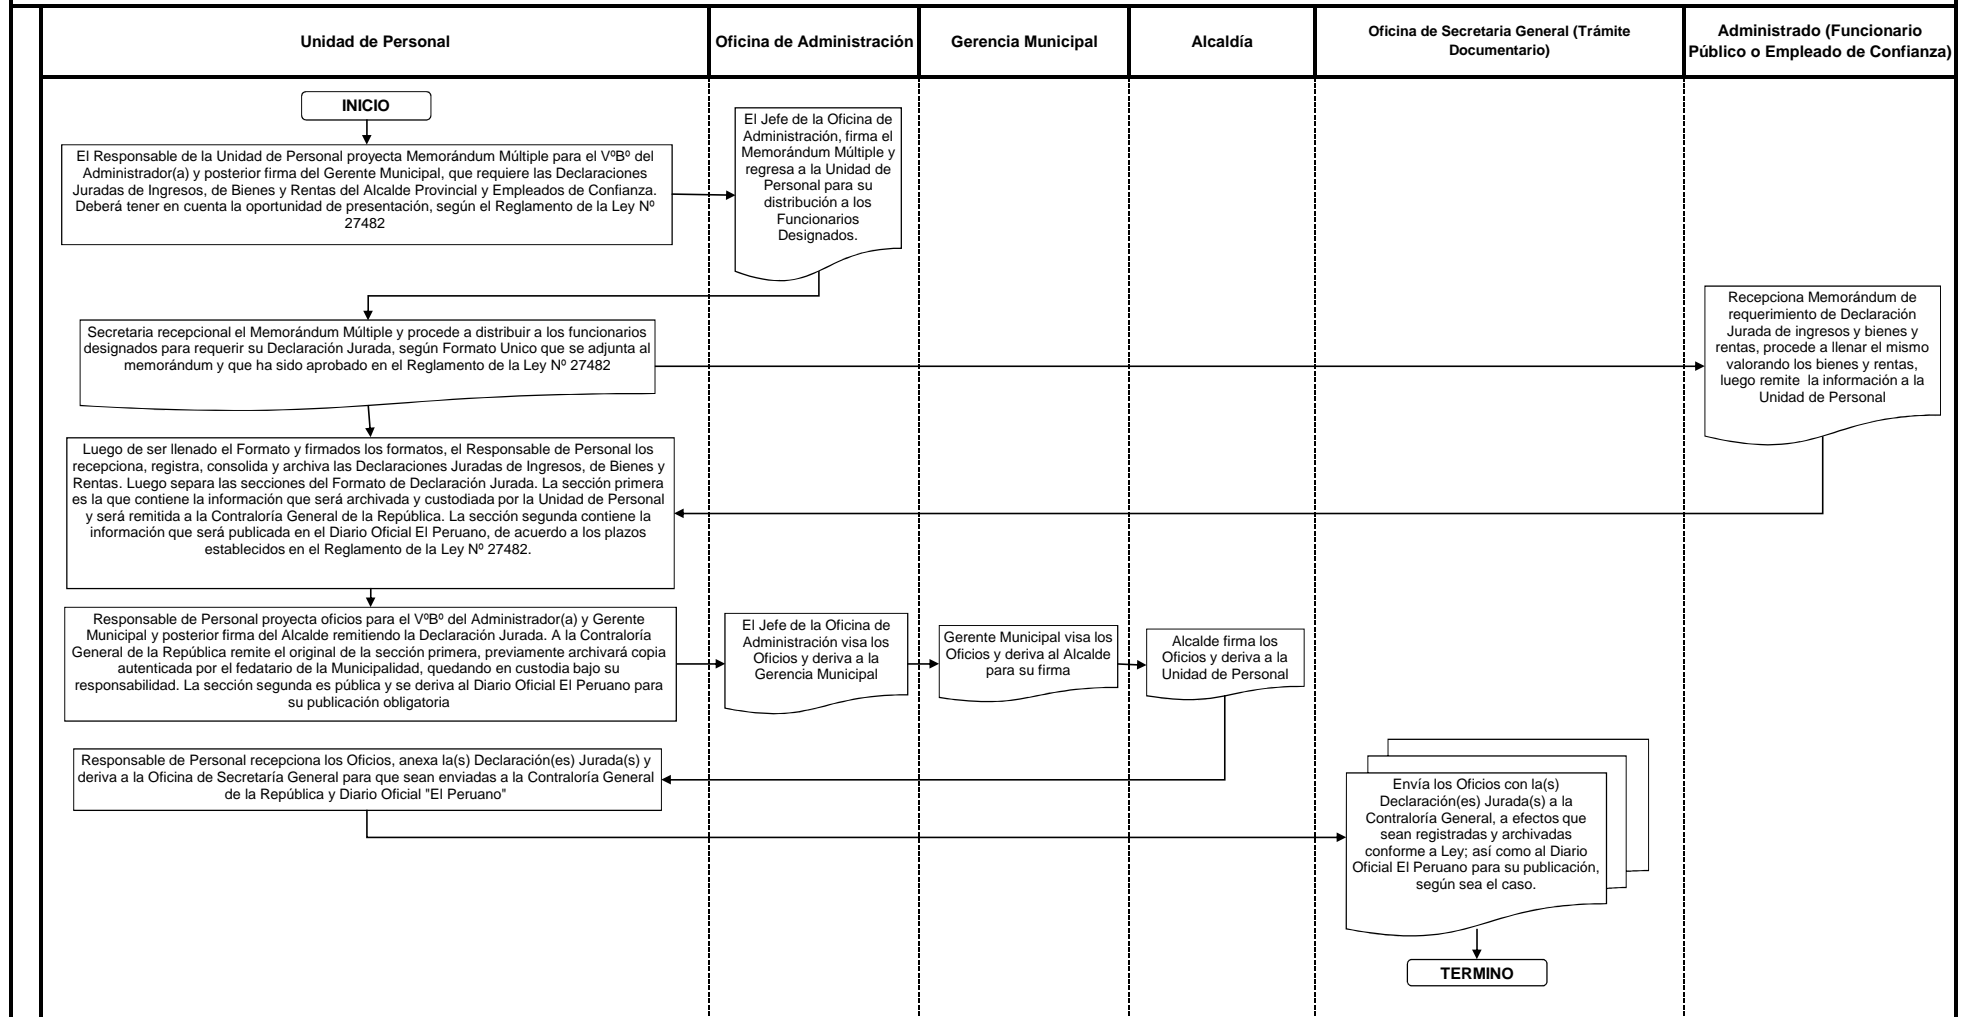 Unidad de Personal
Oficina de Administración
Gerencia Municipal
Alcaldía
Oficina de Secretaria General (Trámite
Documentario)
Administrado (Funcionario
Público o Empleado de Confianza)
INICIO
El Responsable de la Unidad de Personal proyecta Memorándum Múltiple para el VºBº del
Administrador(a) y posterior firma del Gerente Municipal, que requiere las Declaraciones
Juradas de Ingresos, de Bienes y Rentas del Alcalde Provincial y Empleados de Confianza.
Deberá tener en cuenta la oportunidad de presentación, según el Reglamento de la Ley Nº
27482
El Jefe de la Oficina de
Administración, firma el
Memorándum Múltiple y
regresa a la Unidad de
Personal para su
distribución a los
Funcionarios
Designados.
Secretaria recepcional el Memorándum Múltiple y procede a distribuir a los funcionarios
designados para requerir su Declaración Jurada, según Formato Unico que se adjunta al
memorándum y que ha sido aprobado en el Reglamento de la Ley Nº 27482
Recepciona Memorándum de
requerimiento de Declaración
Jurada de ingresos y bienes y
rentas, procede a llenar el mismo
valorando los bienes y rentas,
luego remite  la información a la
Unidad de Personal
Luego de ser llenado el Formato y firmados los formatos, el Responsable de Personal los
recepciona, registra, consolida y archiva las Declaraciones Juradas de Ingresos, de Bienes y
Rentas. Luego separa las secciones del Formato de Declaración Jurada. La sección primera
es la que contiene la información que será archivada y custodiada por la Unidad de Personal
y será remitida a la Contraloría General de la República. La sección segunda contiene la
información que será publicada en el Diario Oficial El Peruano, de acuerdo a los plazos
establecidos en el Reglamento de la Ley Nº 27482.
Responsable de Personal proyecta oficios para el VºBº del Administrador(a) y Gerente
Municipal y posterior firma del Alcalde remitiendo la Declaración Jurada. A la Contraloría
General de la República remite el original de la sección primera, previamente archivará copia
autenticada por el fedatario de la Municipalidad, quedando en custodia bajo su
responsabilidad. La sección segunda es pública y se deriva al Diario Oficial El Peruano para
su publicación obligatoria
El Jefe de la Oficina de
Administración visa los
Oficios y deriva a la
Gerencia Municipal
Gerente Municipal visa los
Oficios y deriva al Alcalde
para su firma
Alcalde firma los
Oficios y deriva a la
Unidad de Personal
Responsable de Personal recepciona los Oficios, anexa la(s) Declaración(es) Jurada(s) y
deriva a la Oficina de Secretaría General para que sean enviadas a la Contraloría General
de la República y Diario Oficial "El Peruano"
Envía los Oficios con la(s)
Declaración(es) Jurada(s) a la
Contraloría General, a efectos que
sean registradas y archivadas
conforme a Ley; así como al Diario
Oficial El Peruano para su publicación,
según sea el caso.
TERMINO